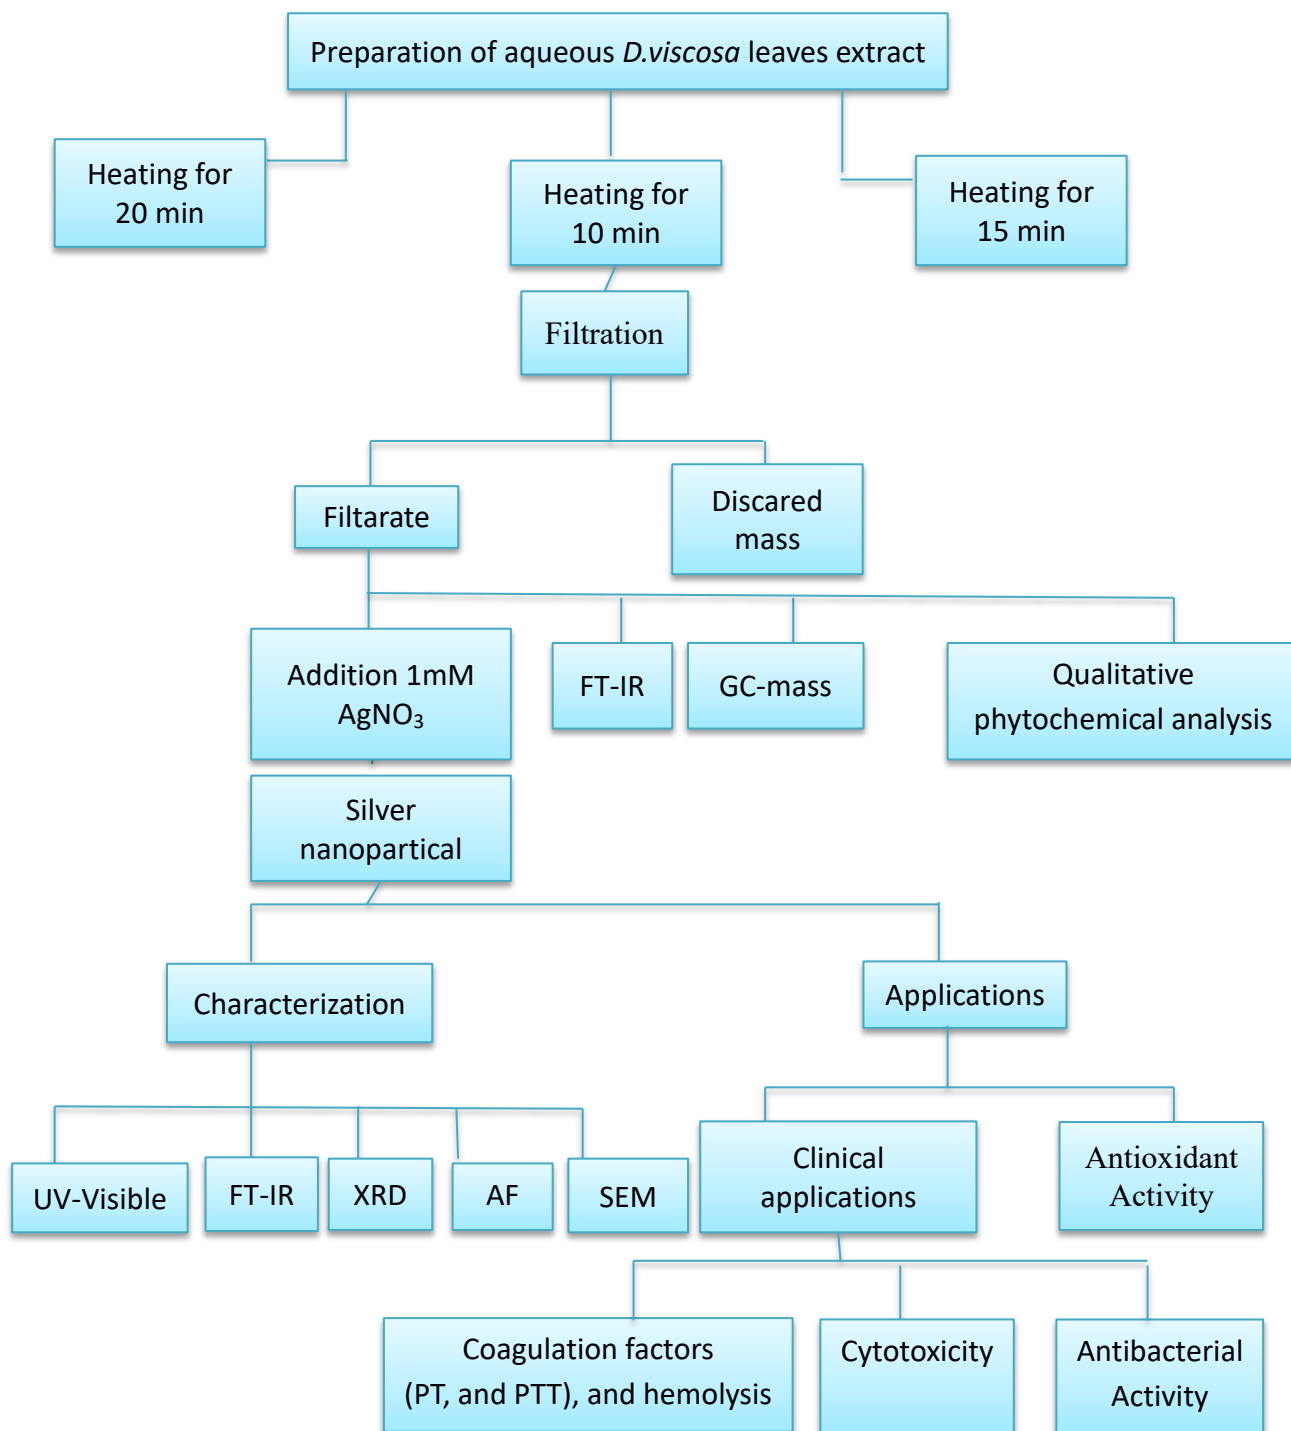 Preparation of aqueous D.viscosa leaves extract
Heating for
20 min
Heating for
10 min
Heating for
15 min
Filtration
Filtarate
Discared
mass
Addition 1mM
AgNO₃
FT-IR
GC-mass
Qualitative
phytochemical analysis
Silver
nanopartical
Characterization
Applications
UV-Visible
FT-IR
XRD
AF
SEM
Clinical
applications
Antioxidant
Activity
Coagulation factors
(PT, and PTT), and hemolysis
Cytotoxicity
Antibacterial
Activity